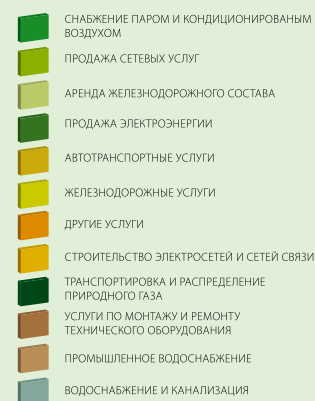 СНАБЖЕНИЕ ПАРОМ И КОНДИЦИОНИРОВАНЫМ
ВОЗДУХОМ
ПРОДАЖА СЕТЕВЫХ УСЛУГ
АРЕНДА ЖЕЛЕЗНОДОРОЖНОГО СОСТАВА
ПРОДАЖА ЭЛЕКТРОЭНЕРГИИ
АВТОТРАНСПОРТНЫЕ УСЛУГИ
ЖЕЛЕЗНОДОРОЖНЫЕ УСЛУГИ
ДРУГИЕ УСЛУГИ
СТРОИТЕЛЬСТВО ЭЛЕКТРОСЕТЕЙ И СЕТЕЙ СВЯЗИ
ТРАНСПОРТИРОВКА И РАСПРЕДЕЛЕНИЕ
ПРИРОДНОГО ГАЗА
УСЛУГИ ПО МОНТАЖУ И РЕМОНТУ
ТЕХНИЧЕСКОГО ОБОРУДОВАНИЯ
ПРОМЫШЛЕННОЕ ВОДОСНАБЖЕНИЕ
ВОДОСНАБЖЕНИЕ И КАНАЛИЗАЦИЯ